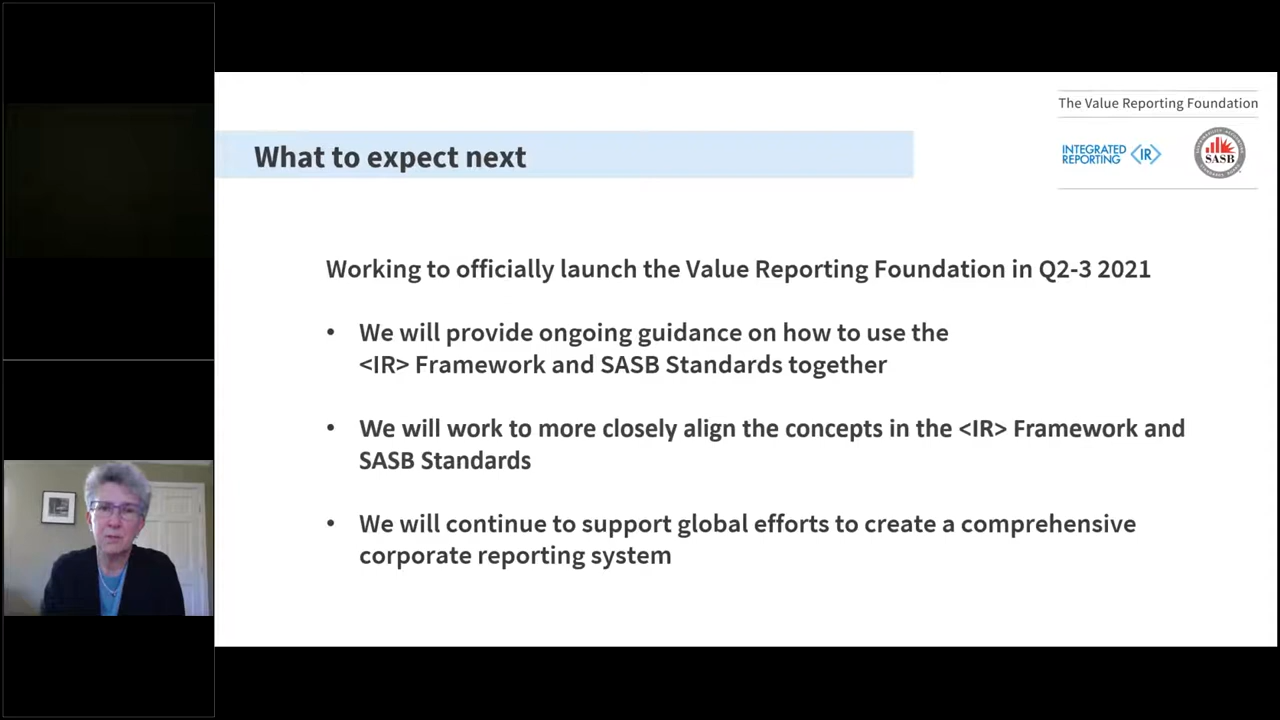 The Value Reporting Foundation
What to expect next
INTEGRATED
REPORTING
<IR>
SASB
Working to officially launch the Value Reporting Foundation in Q2-3 2021
• We will provide ongoing guidance on how to use the
<IR> Framework and SASB Standards together
• We will work to more closely align the concepts in the <IR> Framework and
SASB Standards
• We will continue to support global efforts to create a comprehensive
corporate reporting system